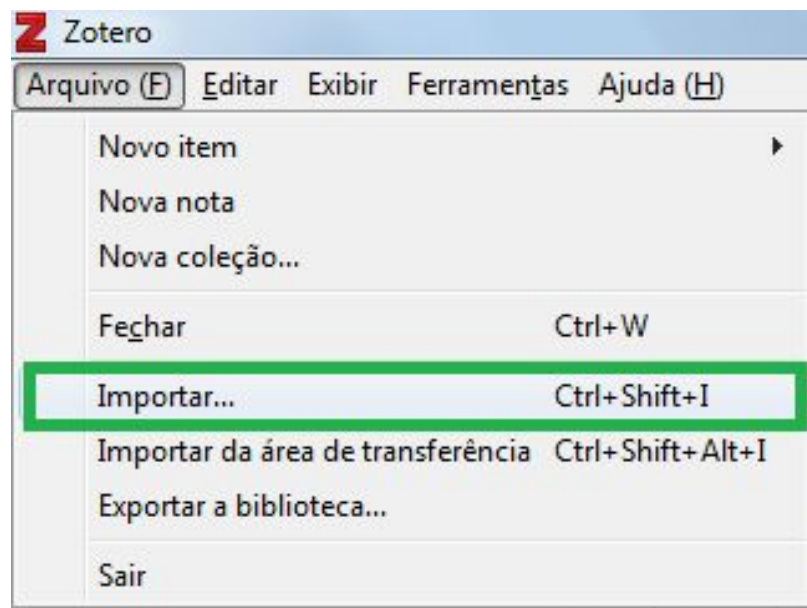 Zotero
Arquivo (F) Editar Exibir Ferramentas Ajuda (H)
Novo item
Nova nota
Nova coleção...
Fechar Ctrl+W
Importar... Ctrl+Shift+I
Importar da área de transferência Ctrl+Shift+Alt+I
Exportar a biblioteca...
Sair